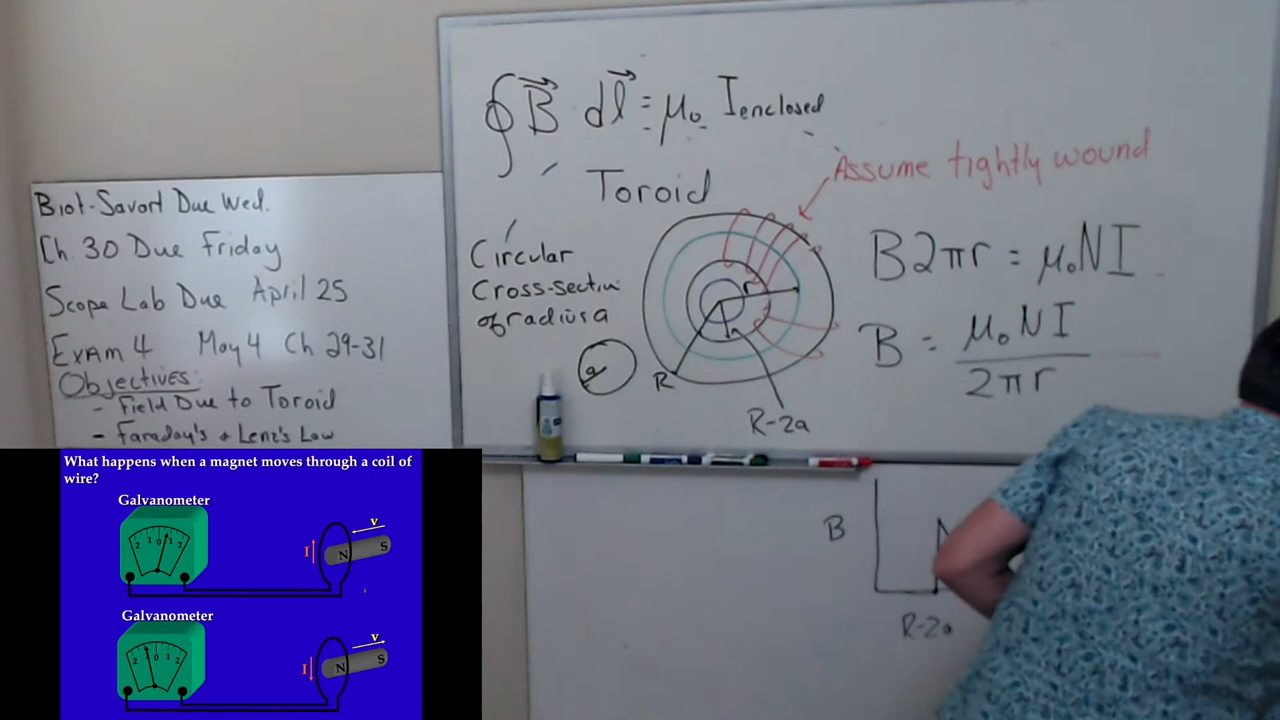 Biot-Savort Due Wed.
Ch. 30 Due Friday
Scope Lab Due April 25
Exam 4 May 4 Ch 29-31
Objectives:
- Field Due to Toroid
- Faraday's + Lenz's Law
∮ B⃗ dl⃗ = μ₀ Ienclosed
Assume tightly wound
Toroid
Circular
Cross-section
of radius a
a
r
R
R-2a
B2πr = μ₀NI
B = μ₀NI / 2πr
B
R-2a
What happens when a magnet moves through a coil of
wire?
Galvanometer
2 1 0 1 2
I
v
N S
Galvanometer
2 1 0 1 2
I
v
N S